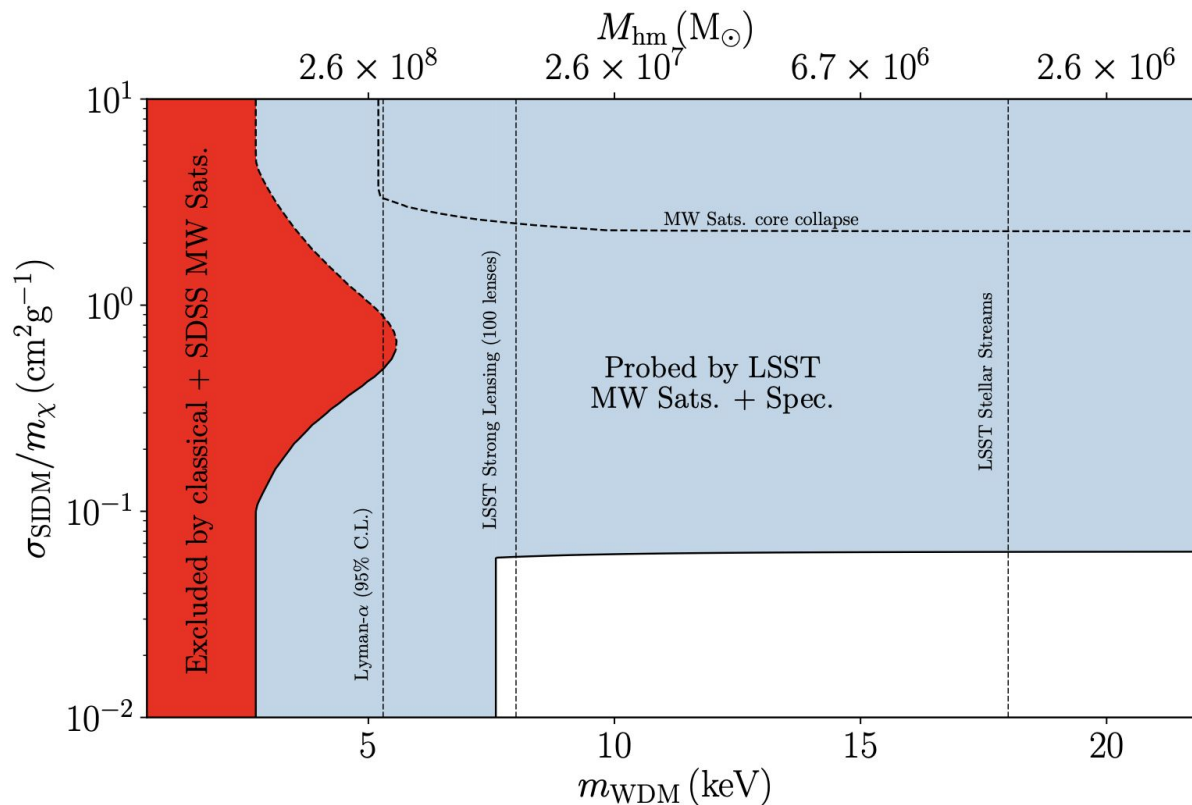 M_hm (M_⊙)
2.6 × 10^8
2.6 × 10^7
6.7 × 10^6
2.6 × 10^6
10^1
10^0
10^−1
10^−2
σ_SIDM/m_χ (cm^2g^−1)
Excluded by classical + SDSS MW Sats.
MW Sats. core collapse
Probed by LSST
MW Sats. + Spec.
Lyman-α (95% C.L.)
LSST Strong Lensing (100 lenses)
LSST Stellar Streams
5
10
15
20
m_WDM (keV)